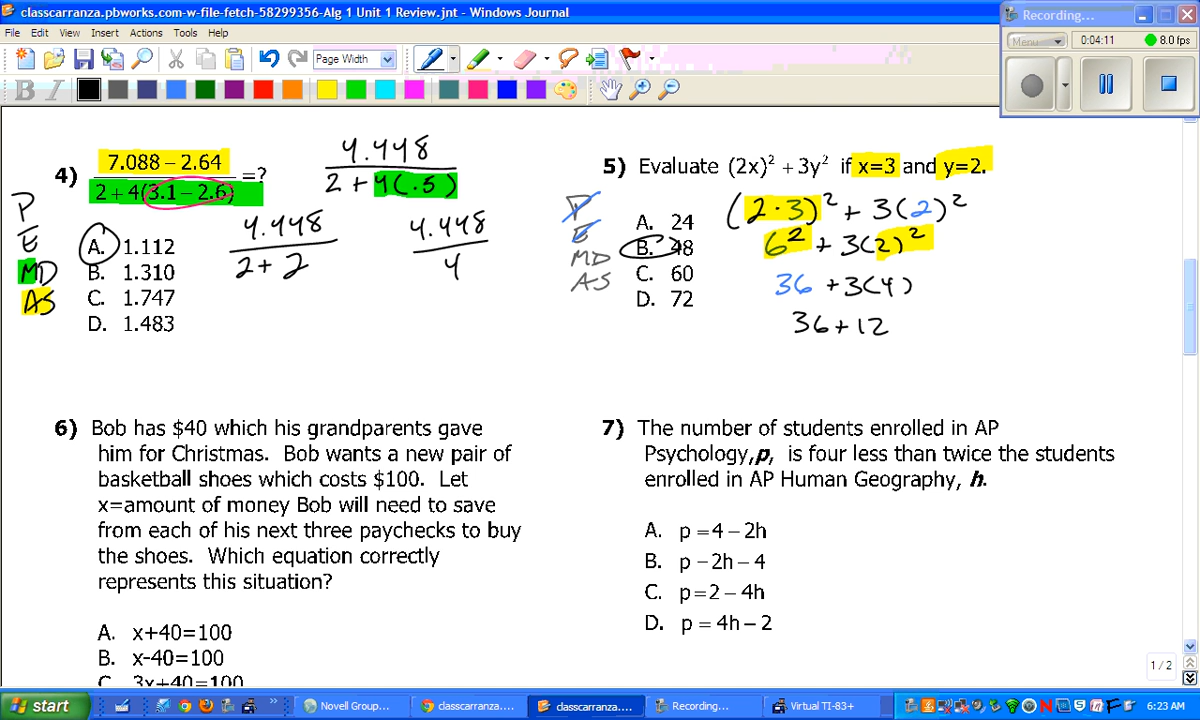 classcarranza.pbworks.com-w-file-fetch-58299356-Alg 1 Unit 1 Review.jnt - Windows Journal
File Edit View Insert Actions Tools Help
Page Width
Recording...
Menu
0:04:11
8.0 fps
4) 7.088 – 2.64
2 + 4(3.1 – 2.6)
=?
A. 1.112
B. 1.310
C. 1.747
D. 1.483
P
E
MD
AS
4.448
2 + 4(.5)
4.448
2 + 2
4.448
4
5) Evaluate (2x)² + 3y² if x=3 and y=2.
A. 24
B. 48
C. 60
D. 72
P
E
MD
AS
(2·3)² + 3(2)²
6² + 3(2)²
36 + 3(4)
36 + 12
6) Bob has $40 which his grandparents gave
him for Christmas. Bob wants a new pair of
basketball shoes which costs $100. Let
x=amount of money Bob will need to save
from each of his next three paychecks to buy
the shoes. Which equation correctly
represents this situation?
A. x+40=100
B. x-40=100
C. 3x+40=100
7) The number of students enrolled in AP
Psychology, p, is four less than twice the students
enrolled in AP Human Geography, h.
A. p = 4 – 2h
B. p – 2h – 4
C. p=2 – 4h
D. p = 4h – 2
1 / 2
start
Novell Group...
classcarranza....
classcarranza....
Recording...
Virtual TI-83+
6:23 AM